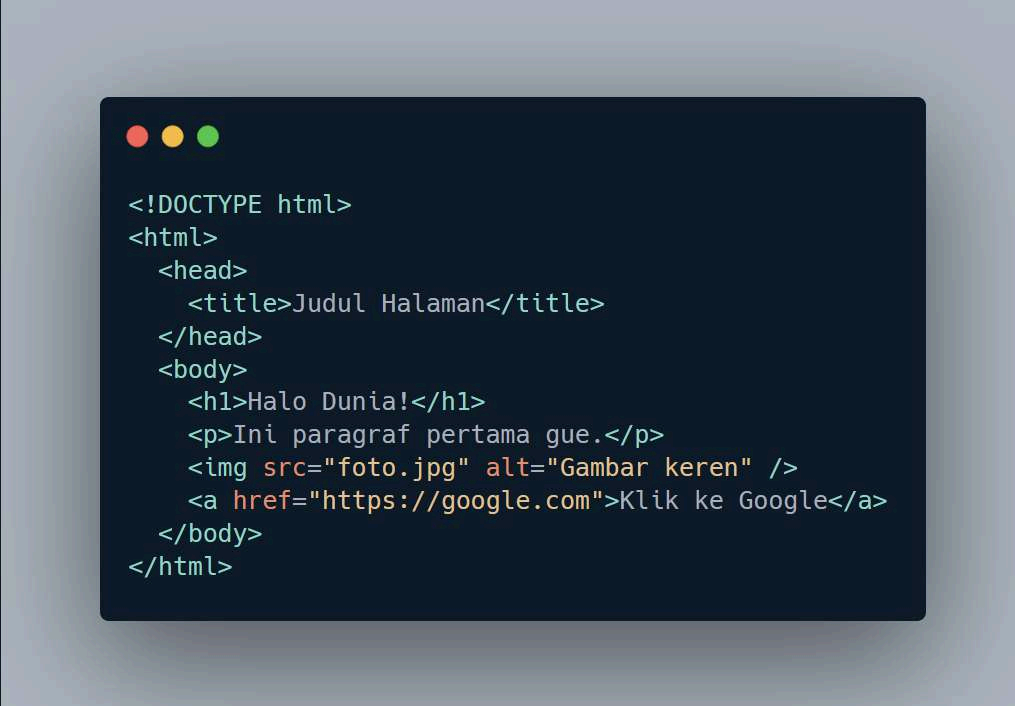 <!DOCTYPE html>
<html>
  <head>
    <title>Judul Halaman</title>
  </head>
  <body>
    <h1>Halo Dunia!</h1>
    <p>Ini paragraf pertama gue.</p>
    <img src="foto.jpg" alt="Gambar keren" />
    <a href="https://google.com">Klik ke Google</a>
  </body>
</html>